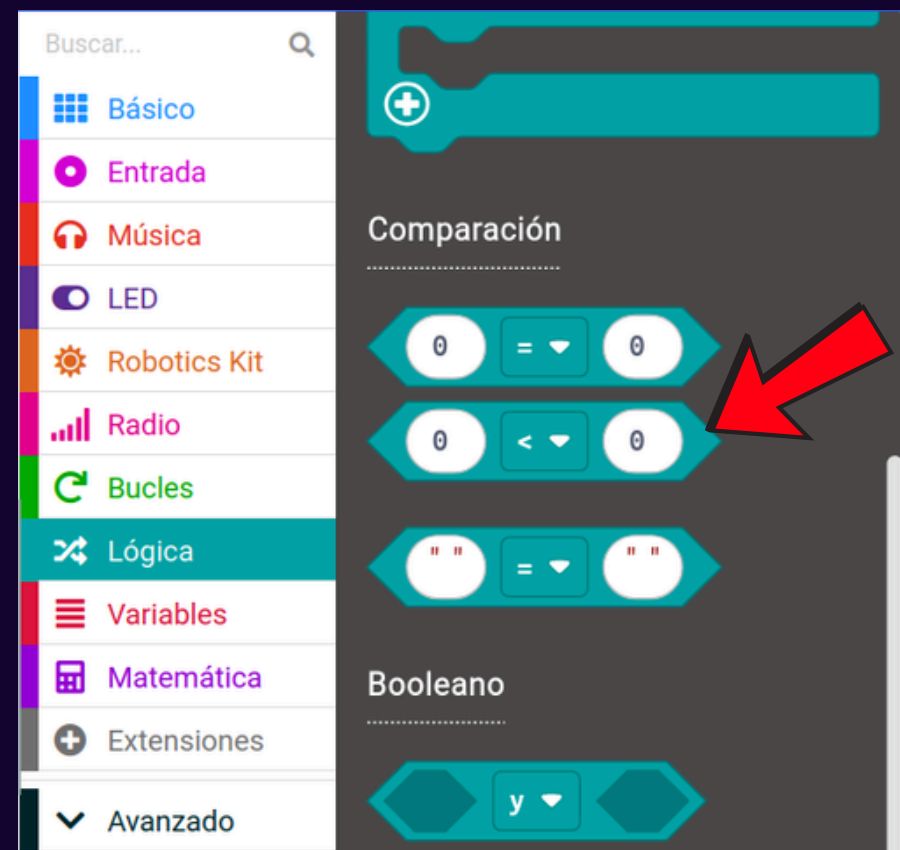 Buscar...
Básico
Entrada
Música
LED
Robotics Kit
Radio
Bucles
Lógica
Variables
Matemática
Extensiones
Avanzado
Comparación
0 = 0
0 < 0
" " = " "
Booleano
y